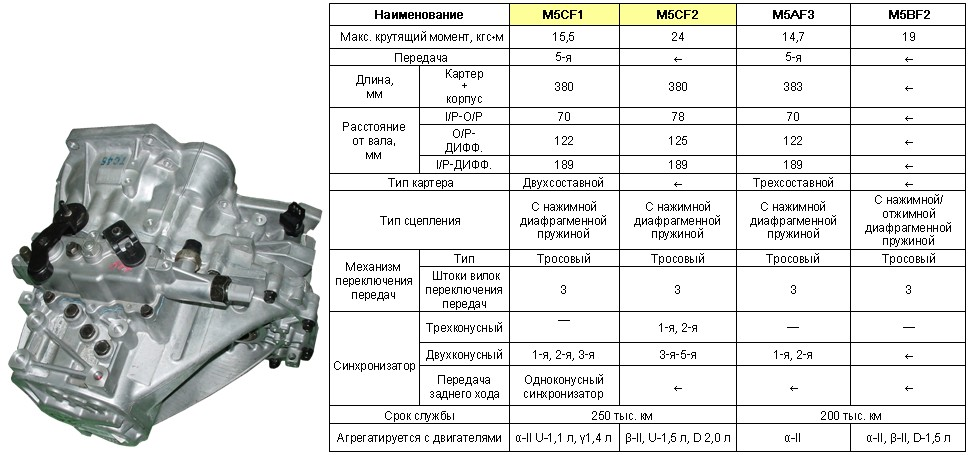 Наименование M5CF1 M5CF2 M5AF3 M5BF2
Макс. крутящий момент, кгс•м 15,5 24 14,7 19
Передача 5-я ← 5-я ←
Длина, мм Картер + корпус 380 380 383 ←
Расстояние от вала, мм I/P-O/P 70 78 70 ←
O/P-ДИФФ. 122 125 122 ←
I/P-ДИФФ. 189 189 189 ←
Тип картера Двухсоставной ← Трехсоставной ←
Тип сцепления С нажимной диафрагменной пружиной С нажимной диафрагменной пружиной С нажимной диафрагменной пружиной С нажимной/отжимной диафрагменной пружиной
Механизм переключения передач Тип Тросовый Тросовый Тросовый Тросовый
Штоки вилок переключения передач 3 3 3 3
Синхронизатор Трехконусный — 1-я, 2-я — —
Двухконусный 1-я, 2-я, 3-я 3-я-5-я 1-я, 2-я ←
Передача заднего хода Одноконусный синхронизатор ← ← ←
Срок службы 250 тыс. км 200 тыс. км
Агрегатируется с двигателями α-II U-1,1 л, γ1,4 л β-II, U-1,5 л, D 2,0 л α-II α-II, β-II, D-1,5 л